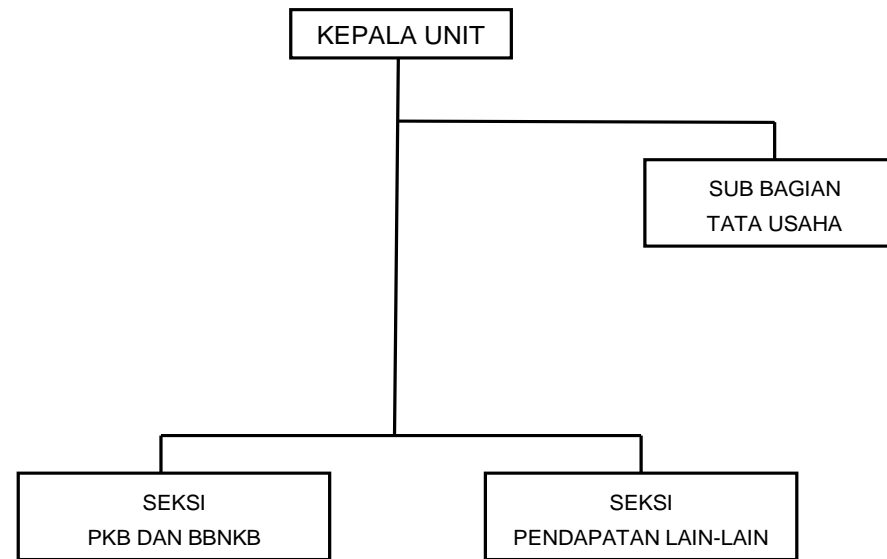 KEPALA UNIT
SUB BAGIAN
TATA USAHA
SEKSI
PKB DAN BBNKB
SEKSI
PENDAPATAN LAIN-LAIN